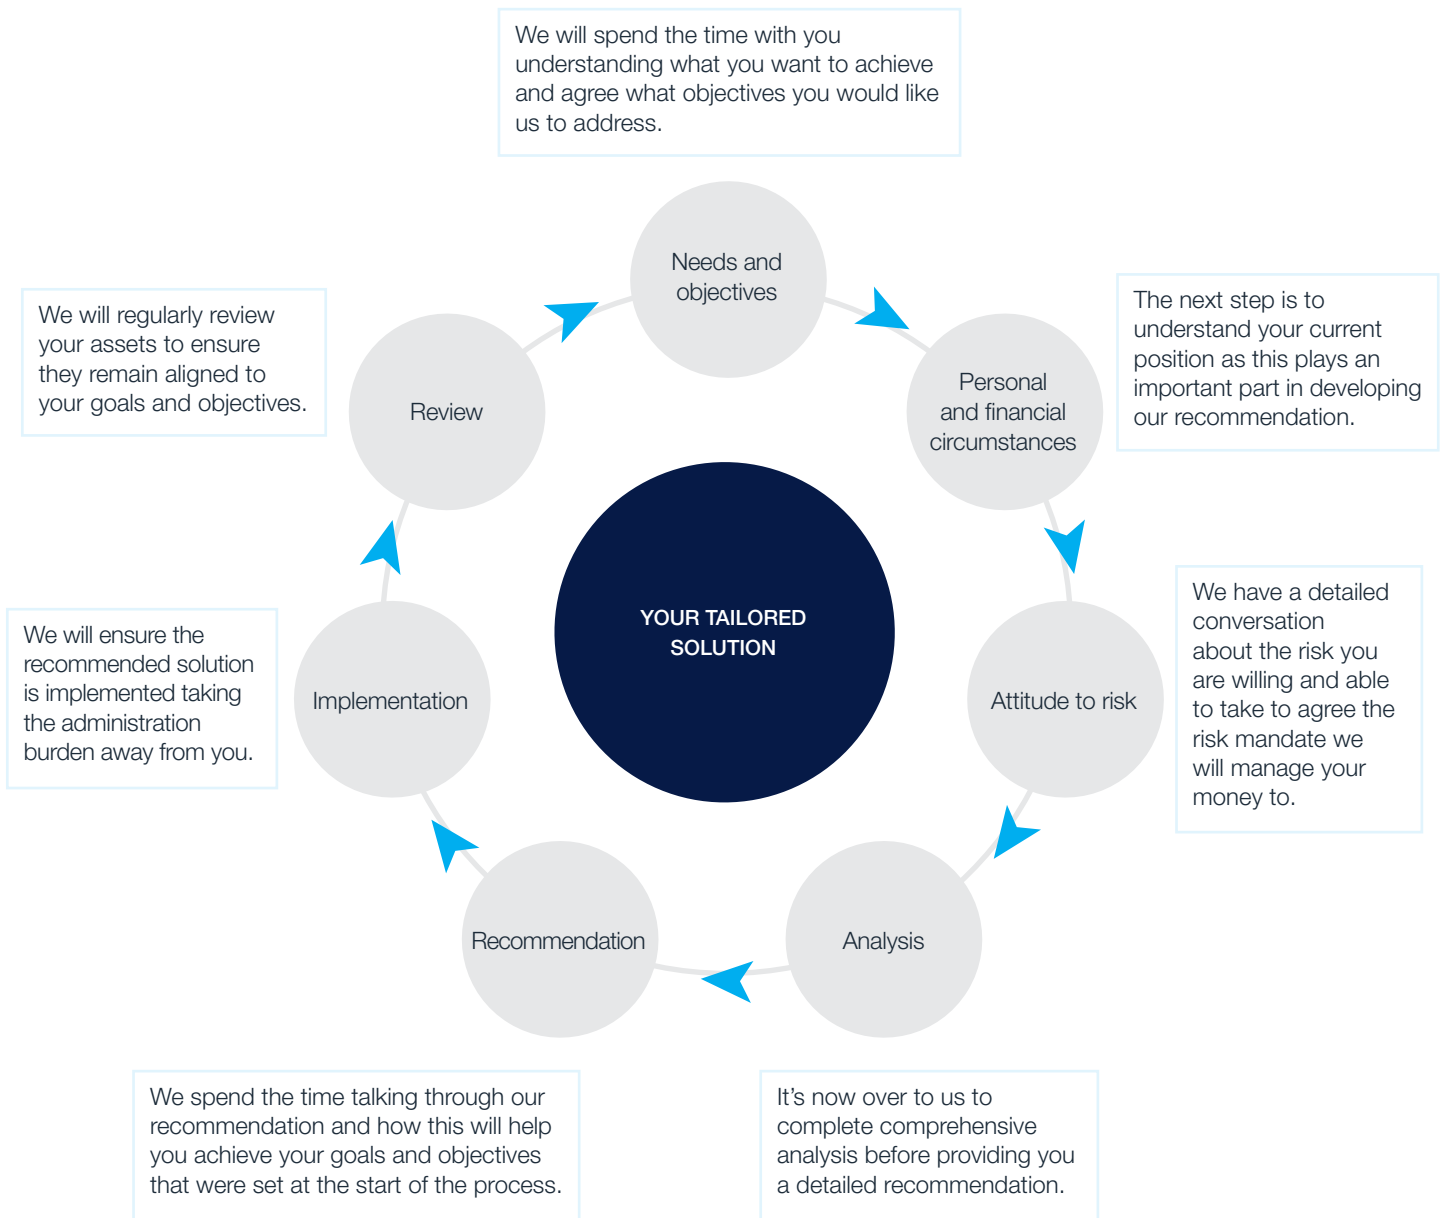 We will spend the time with you
understanding what you want to achieve
and agree what objectives you would like
us to address.
Needs and
objectives
The next step is to
understand your current
position as this plays an
important part in developing
our recommendation.
Personal
and financial
circumstances
We have a detailed
conversation
about the risk you
are willing and able
to take to agree the
risk mandate we
will manage your
money to.
Attitude to risk
Analysis
It’s now over to us to
complete comprehensive
analysis before providing you
a detailed recommendation.
Recommendation
We spend the time talking through our
recommendation and how this will help
you achieve your goals and objectives
that were set at the start of the process.
Implementation
We will ensure the
recommended solution
is implemented taking
the administration
burden away from you.
Review
We will regularly review
your assets to ensure
they remain aligned to
your goals and objectives.
YOUR TAILORED
SOLUTION